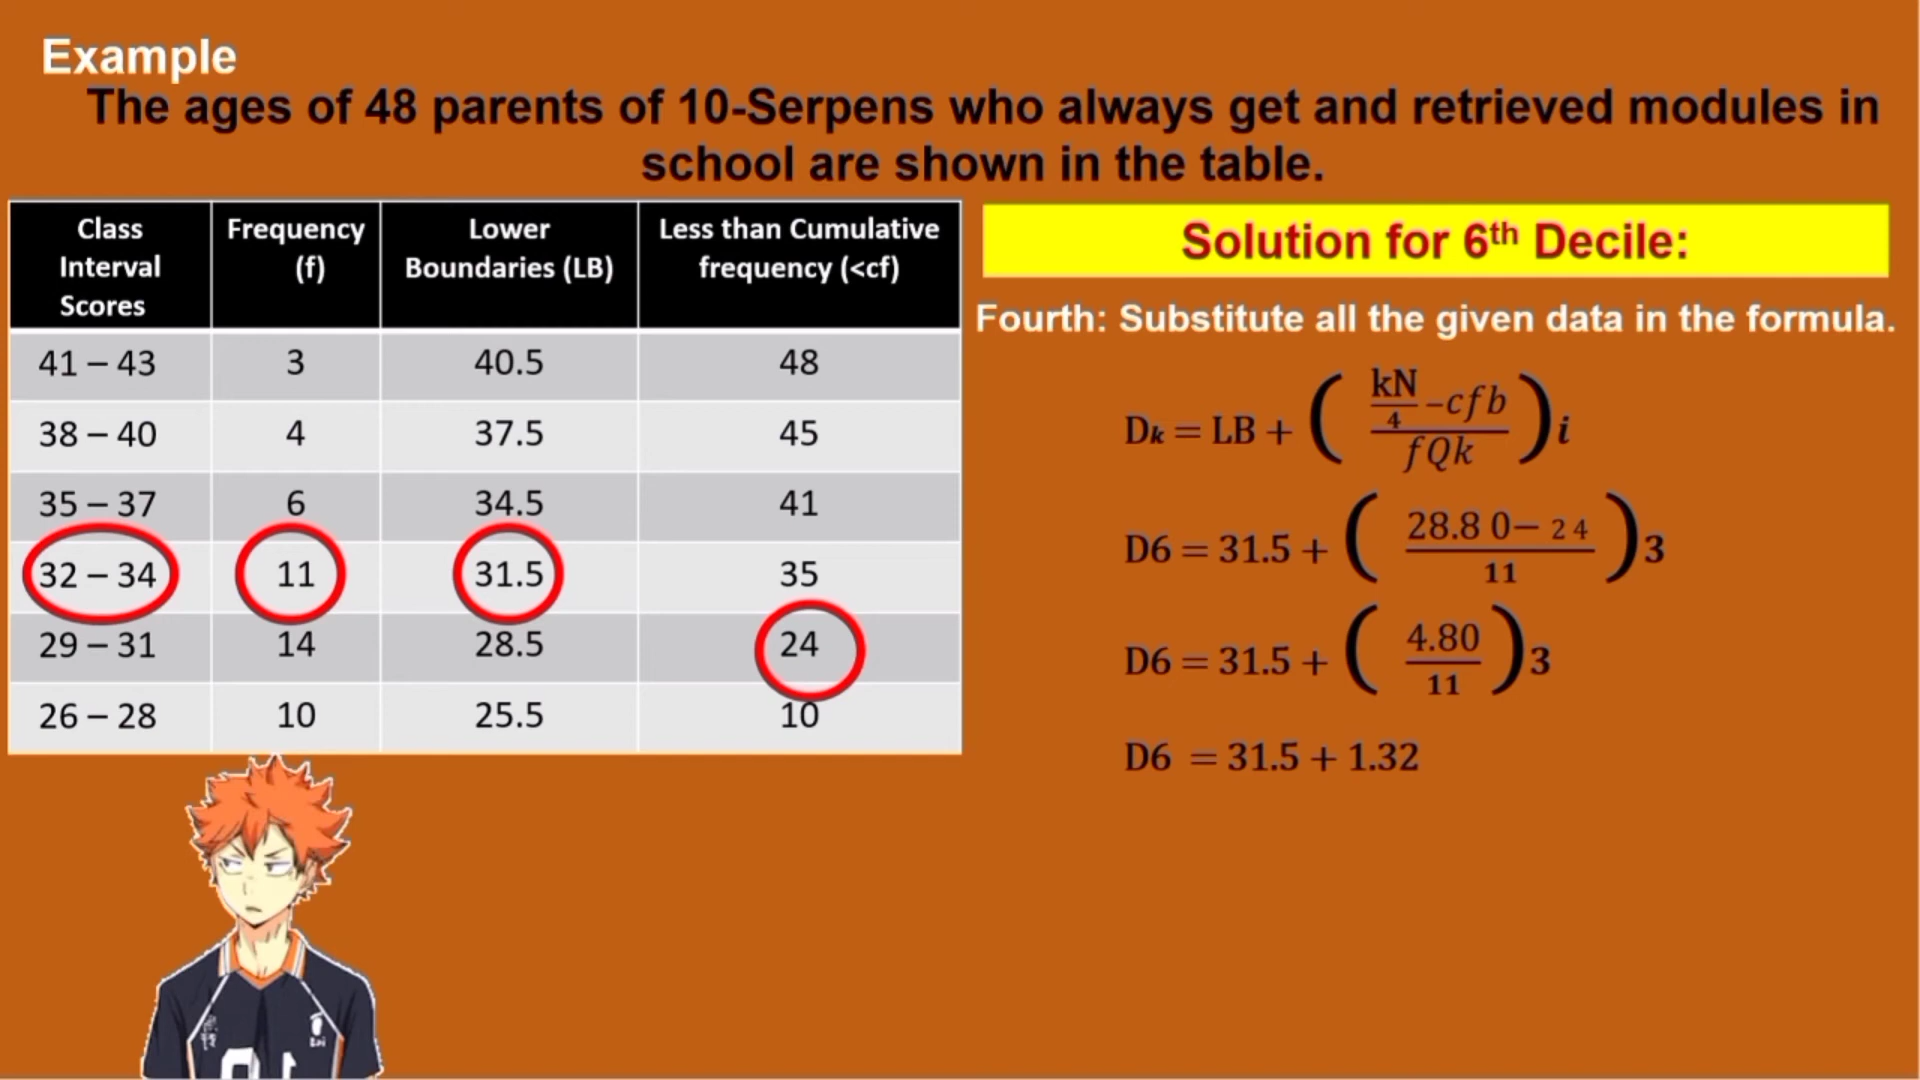 Example
The ages of 48 parents of 10-Serpens who always get and retrieved modules in
school are shown in the table.
Class Interval Scores Frequency (f) Lower Boundaries (LB) Less than Cumulative frequency (<cf)
41 – 43 3 40.5 48
38 – 40 4 37.5 45
35 – 37 6 34.5 41
32 – 34 11 31.5 35
29 – 31 14 28.5 24
26 – 28 10 25.5 10
Solution for 6th Decile:
Fourth: Substitute all the given data in the formula.
Dk = LB + ( (kN/4 – cfb) / fQk ) i
D6 = 31.5 + ( (28.8 0– 24) / 11 ) 3
D6 = 31.5 + ( 4.80 / 11 ) 3
D6 = 31.5 + 1.32